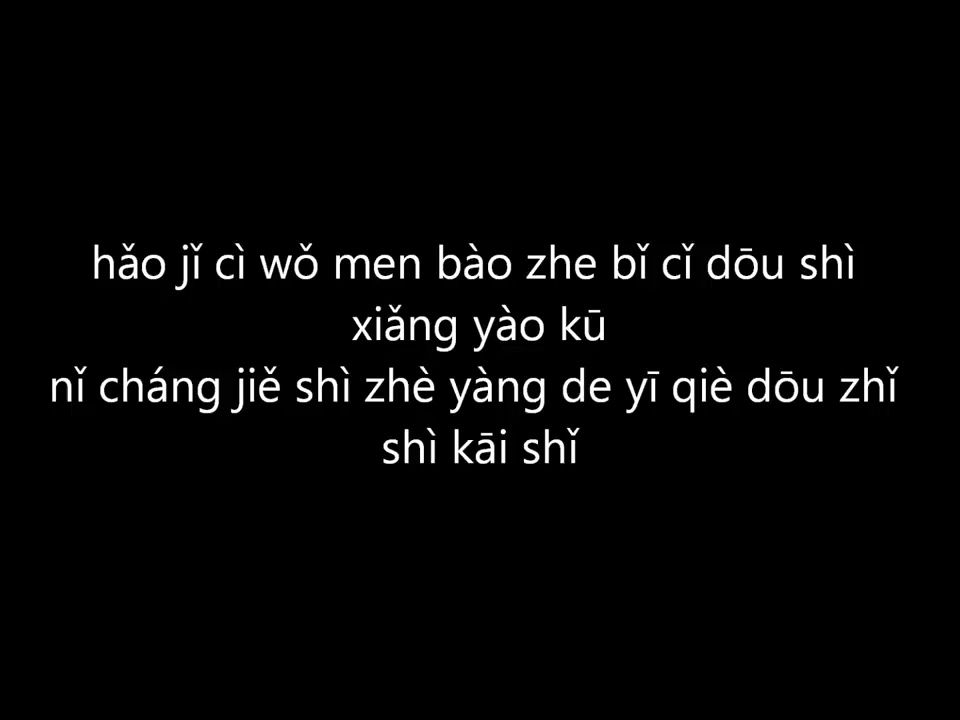 hǎo jǐ cì wǒ men bào zhe bǐ cǐ dōu shì
xiǎng yào kū
nǐ cháng jiě shì zhè yàng de yī qiè dōu zhǐ
shì kāi shǐ